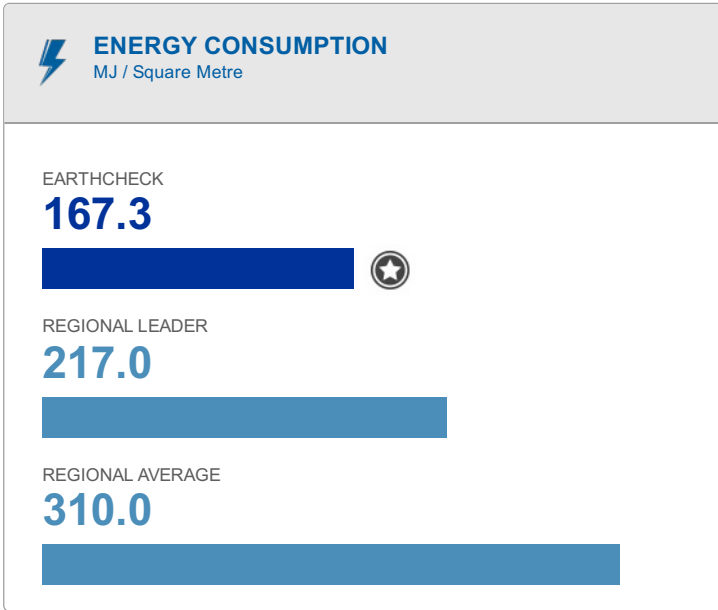 ENERGY CONSUMPTION
MJ / Square Metre
EARTHCHECK
167.3
REGIONAL LEADER
217.0
REGIONAL AVERAGE
310.0